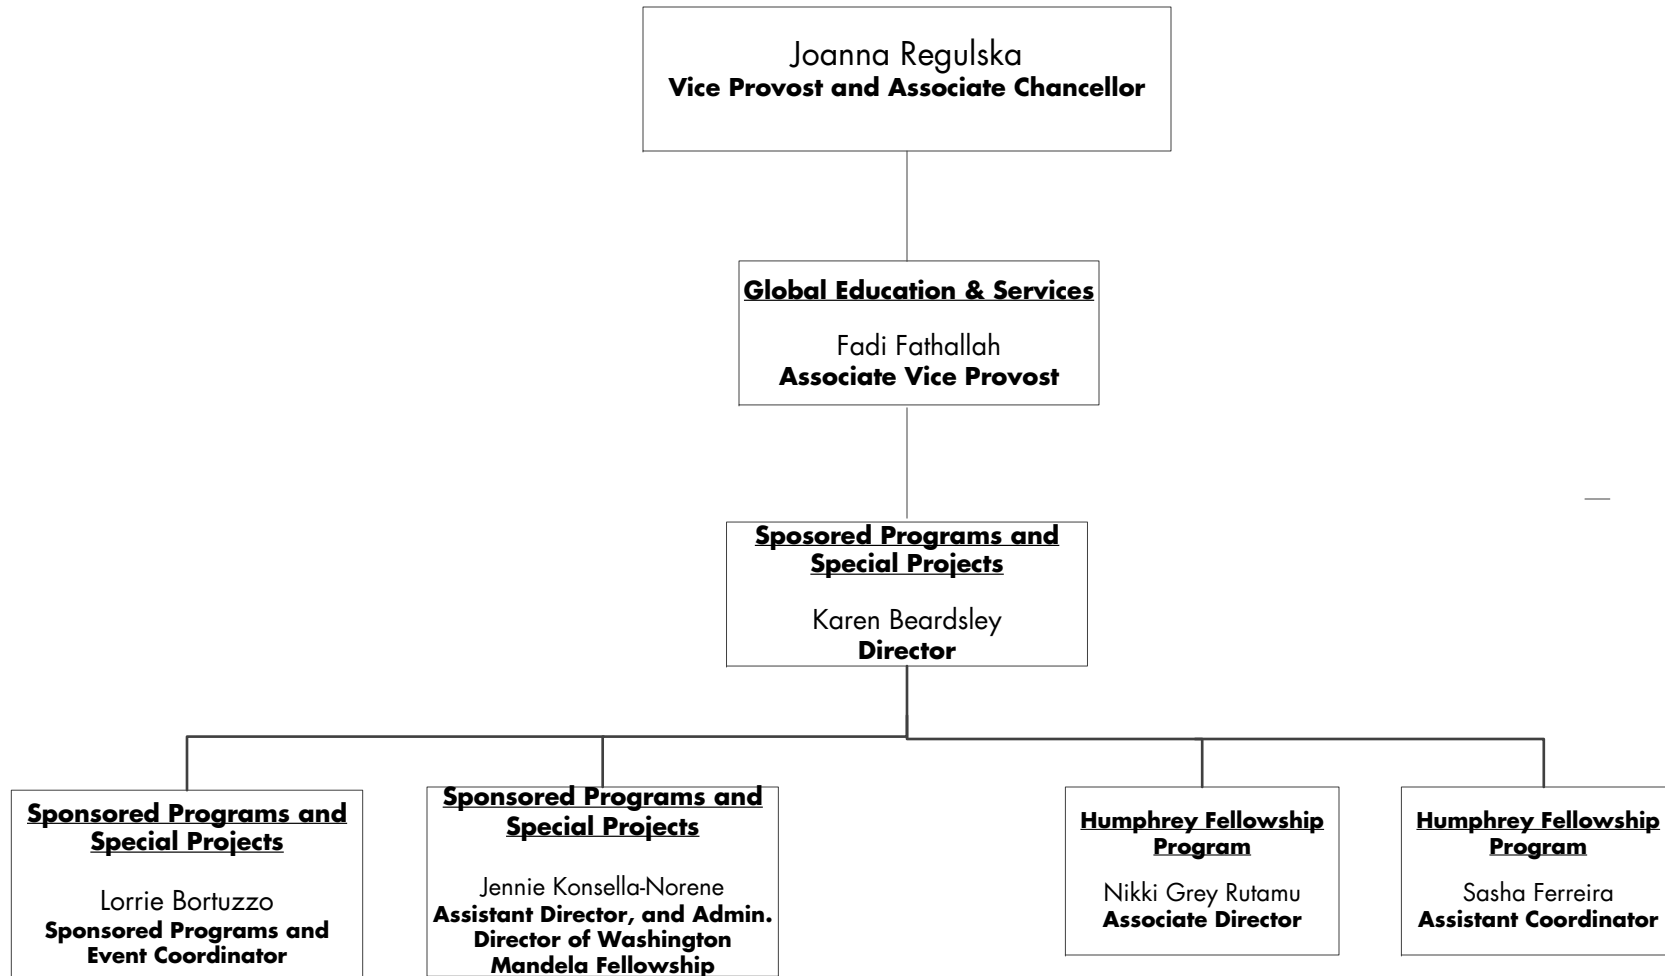 Joanna Regulska
Vice Provost and Associate Chancellor
Global Education & Services
Fadi Fathallah
Associate Vice Provost
Sposored Programs and
Special Projects
Karen Beardsley
Director
Sponsored Programs and
Special Projects
Lorrie Bortuzzo
Sponsored Programs and
Event Coordinator
Sponsored Programs and
Special Projects
Jennie Konsella-Norene
Assistant Director, and Admin.
Director of Washington
Mandela Fellowship
Humphrey Fellowship
Program
Nikki Grey Rutamu
Associate Director
Humphrey Fellowship
Program
Sasha Ferreira
Assistant Coordinator